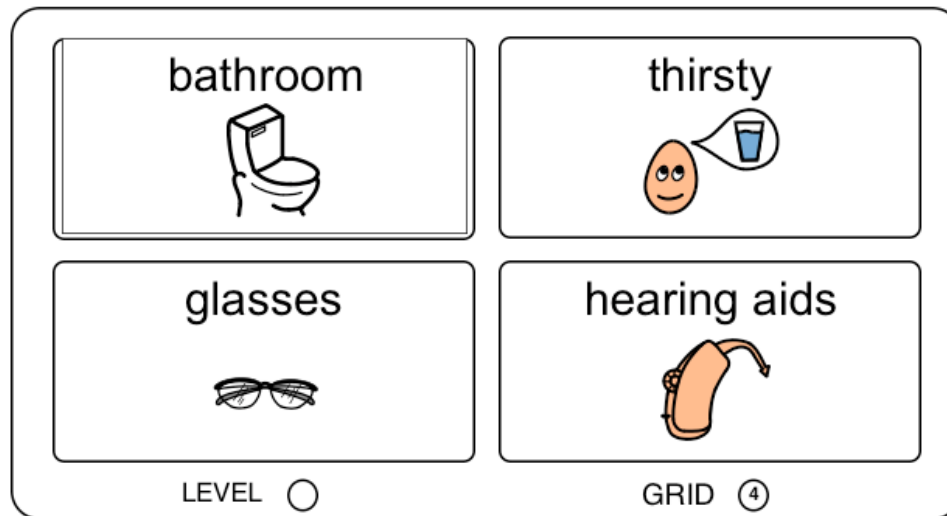 bathroom
thirsty
glasses
hearing aids
LEVEL
GRID 4